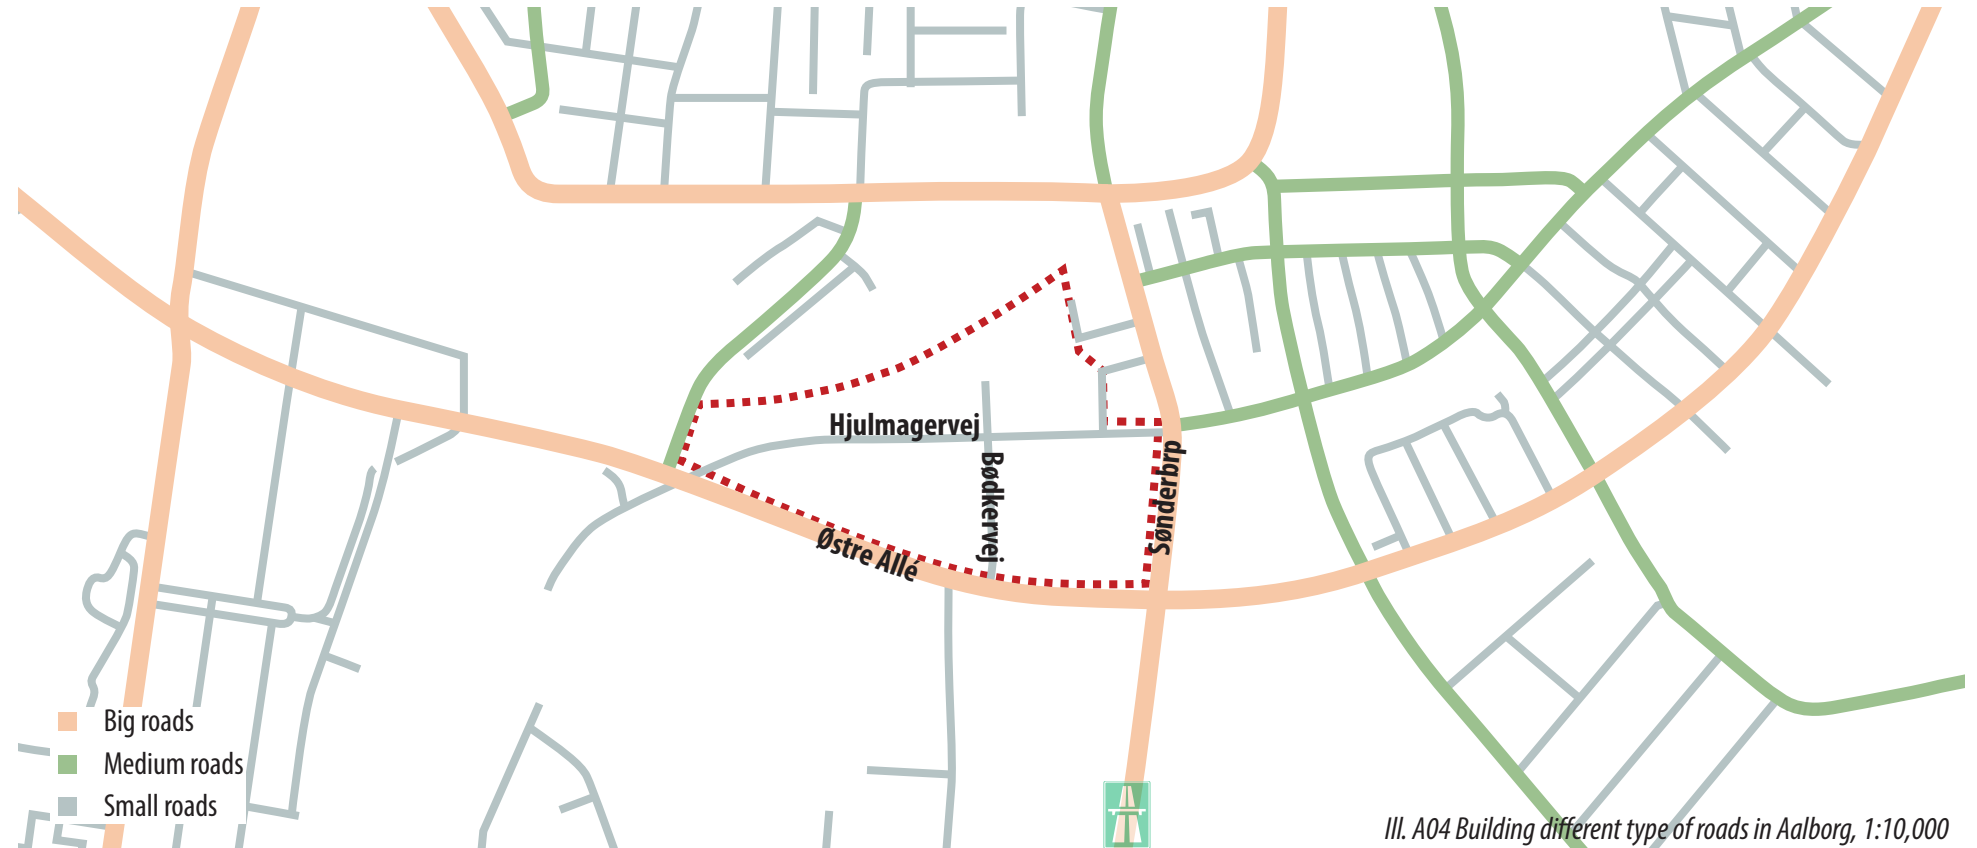 Hjulmagervej
Bødkervej
Sønderbrp
Østre Allé
Big roads
Medium roads
Small roads
Ill. A04 Building different type of roads in Aalborg, 1:10,000